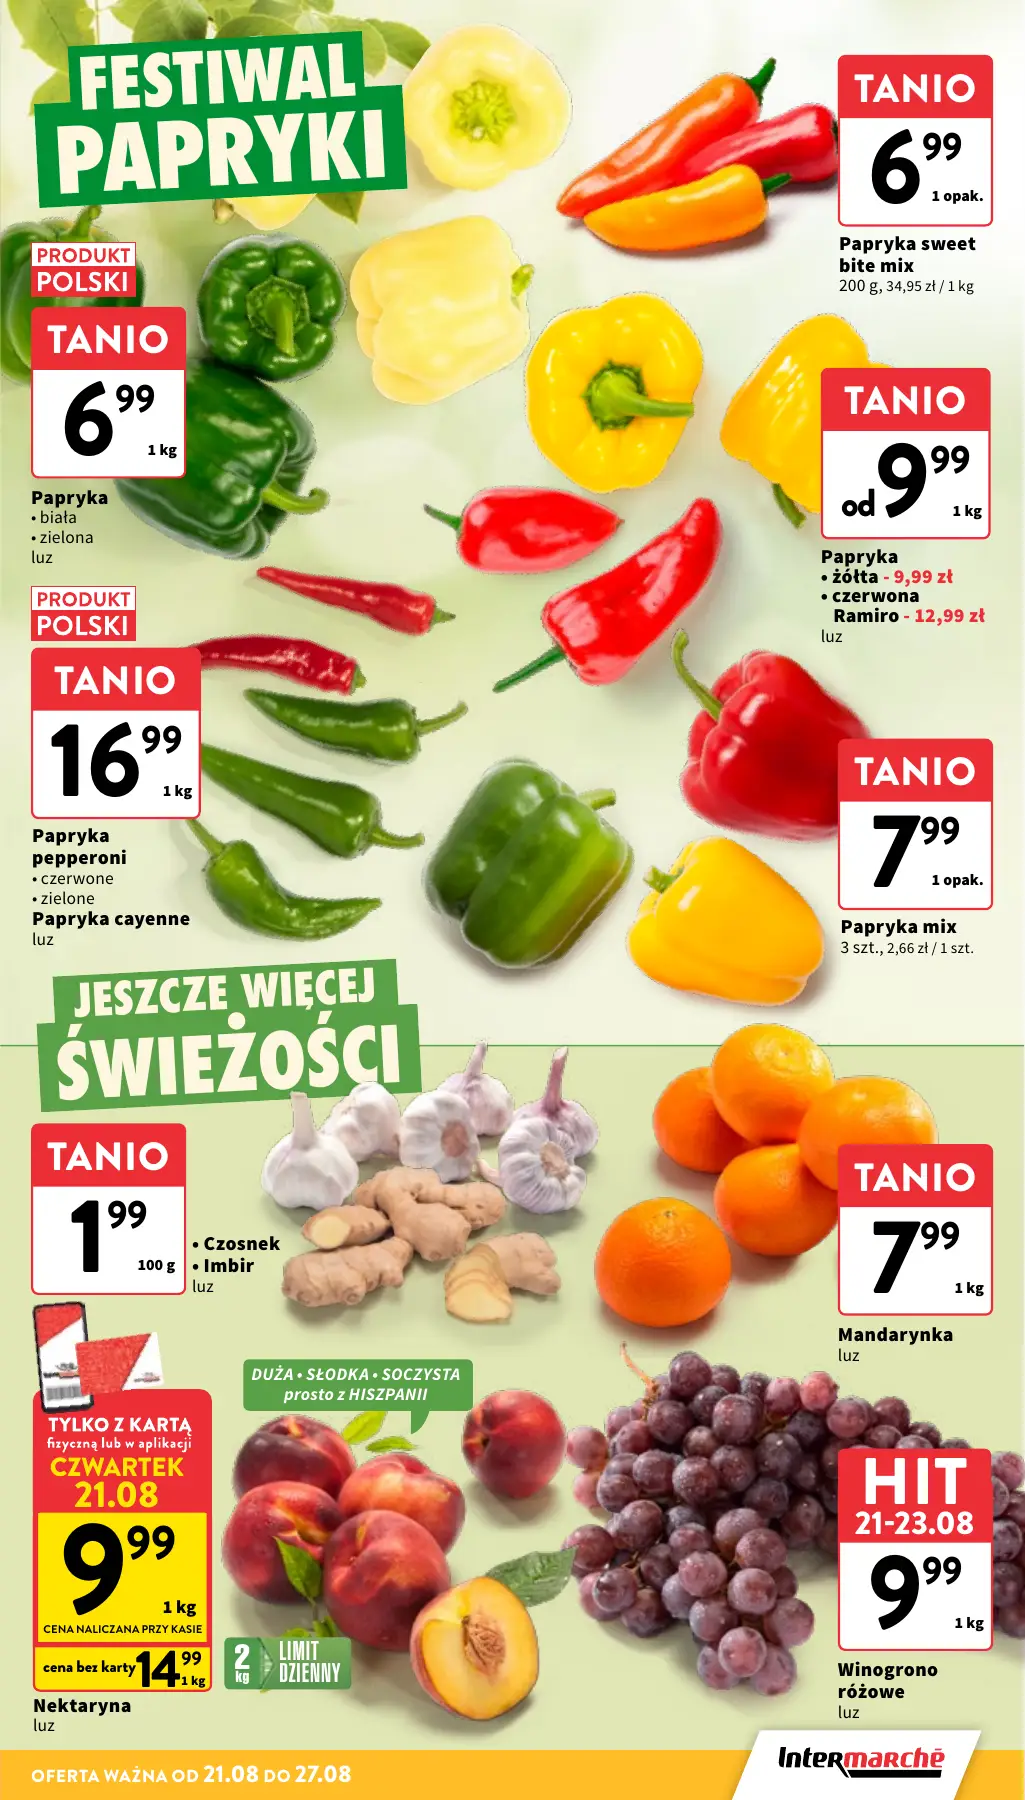 FESTIWAL
PAPRYKI
TANIO
6 99
1 opak.
Papryka sweet
bite mix
200 g, 34,95 zł / 1 kg
PRODUKT
POLSKI
TANIO
6 99
1 kg
Papryka
• biała
• zielona
luz
TANIO
od 9 99
1 kg
Papryka
• żółta - 9,99 zł
• czerwona
Ramiro - 12,99 zł
luz
PRODUKT
POLSKI
TANIO
16 99
1 kg
Papryka
pepperoni
• czerwone
• zielone
Papryka cayenne
luz
TANIO
7 99
1 opak.
Papryka mix
3 szt., 2,66 zł / 1 szt.
JESZCZE WIĘCEJ
ŚWIEŻOŚCI
TANIO
1 99
100 g
• Czosnek
• Imbir
luz
TANIO
7 99
1 kg
Mandarynka
luz
DUŻA • SŁODKA • SOCZYSTA
prosto z HISZPANII
TYLKO Z KARTĄ
fizyczną lub w aplikacji
CZWARTEK
21.08
9 99
1 kg
CENA NALICZANA PRZY KASIE
cena bez karty 14 99
1 kg
Nektaryna
luz
2 kg
LIMIT
DZIENNY
HIT
21-23.08
9 99
1 kg
Winogrono
różowe
luz
OFERTA WAŻNA OD 21.08 DO 27.08
Intermarché